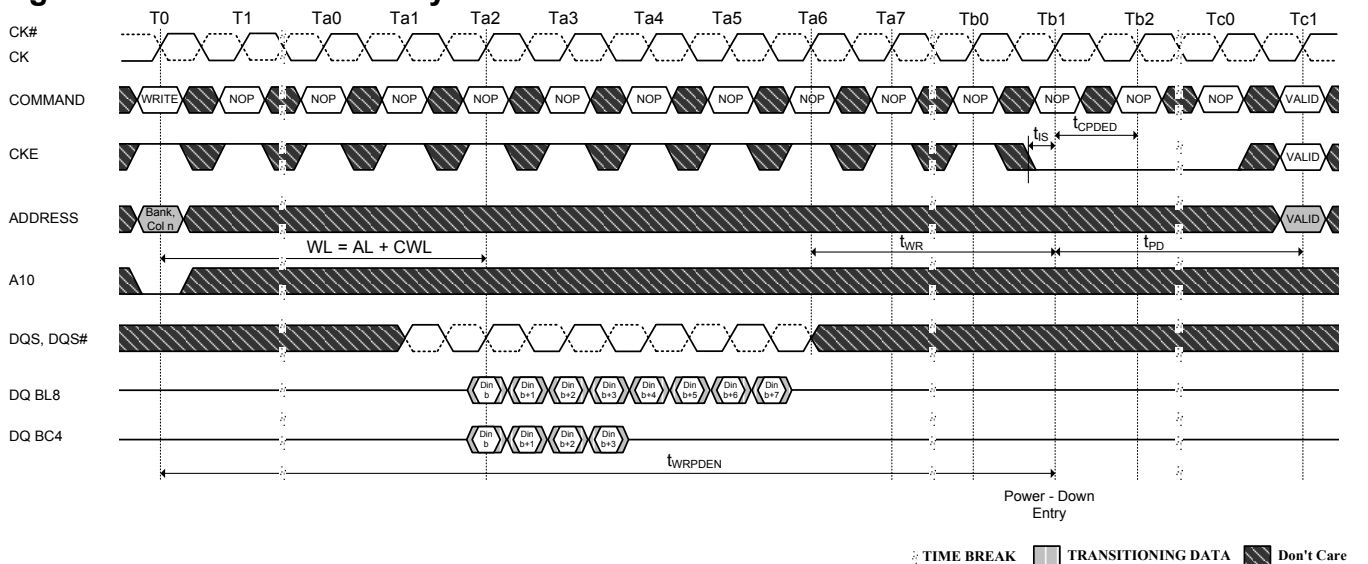 T0 T1 Ta0 Ta1 Ta2 Ta3 Ta4 Ta5 Ta6 Ta7 Tb0 Tb1 Tb2 Tc0 Tc1
CK#
CK
COMMAND WRITE NOP NOP NOP NOP NOP NOP NOP NOP NOP NOP NOP NOP NOP VALID
tIS tCPDED
CKE VALID
ADDRESS Bank, Col n VALID
WL = AL + CWL tWR tPD
A10
DQS, DQS#
DQ BL8 Din b Din b+1 Din b+2 Din b+3 Din b+4 Din b+5 Din b+6 Din b+7
DQ BC4 Din b Din b+1 Din b+2 Din b+3
tWRPDEN
Power - Down
Entry
TIME BREAK TRANSITIONING DATA Don't Care